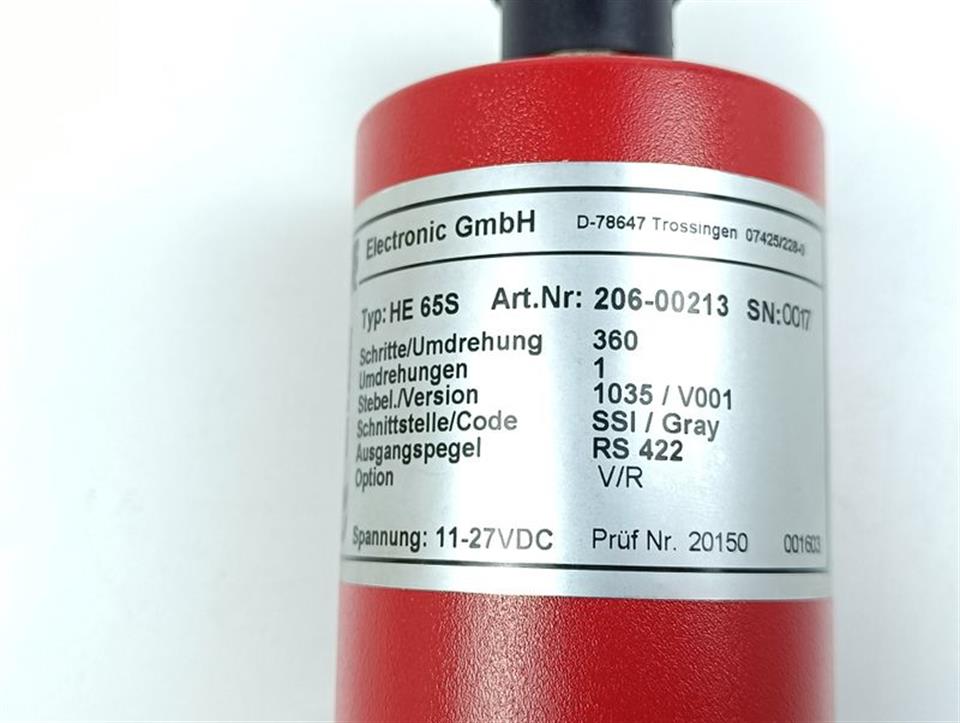 Electronic GmbH D-78647 Trossingen 07425/228-0
Typ: HE 65S Art.Nr: 206-00213 SN:0017
Schritte/Umdrehung 360
Umdrehungen 1
Stebel./Version 1035 / V001
Schnittstelle/Code SSI / Gray
Ausgangspegel RS 422
Option V/R
Spannung: 11-27VDC Prüf Nr. 20150 001603